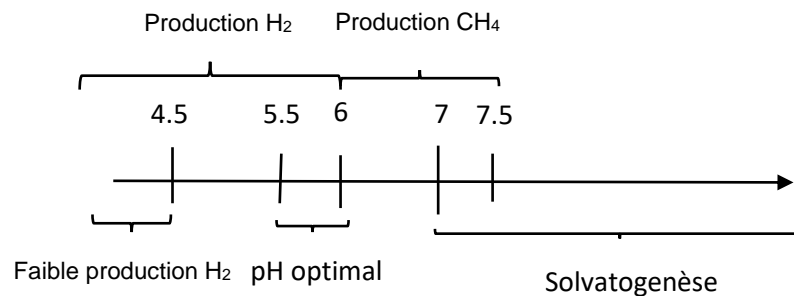 Production H₂ Production CH₄
4.5 5.5 6 7 7.5
Faible production H₂ pH optimal Solvatogenèse